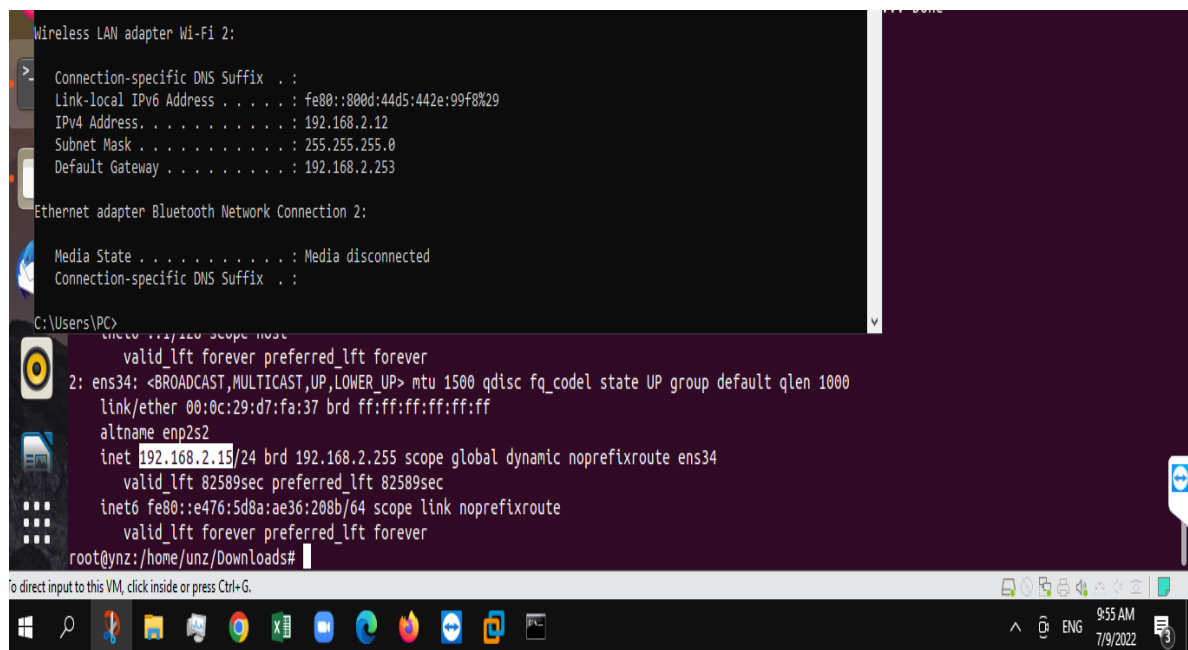 ... Done
Wireless LAN adapter Wi-Fi 2:
Connection-specific DNS Suffix . :
Link-local IPv6 Address . . . . . : fe80::800d:44d5:442e:99f8%29
IPv4 Address. . . . . . . . . . . : 192.168.2.12
Subnet Mask . . . . . . . . . . . : 255.255.255.0
Default Gateway . . . . . . . . . : 192.168.2.253
Ethernet adapter Bluetooth Network Connection 2:
Media State . . . . . . . . . . . : Media disconnected
Connection-specific DNS Suffix . :
C:\Users\PC>
inet6 ::1/128 scope host
valid_lft forever preferred_lft forever
2: ens34: <BROADCAST,MULTICAST,UP,LOWER_UP> mtu 1500 qdisc fq_codel state UP group default qlen 1000
link/ether 00:0c:29:d7:fa:37 brd ff:ff:ff:ff:ff:ff
altname enp2s2
inet 192.168.2.15/24 brd 192.168.2.255 scope global dynamic noprefixroute ens34
valid_lft 82589sec preferred_lft 82589sec
inet6 fe80::e476:5d8a:ae36:208b/64 scope link noprefixroute
valid_lft forever preferred_lft forever
root@ynz:/home/unz/Downloads#
To direct input to this VM, click inside or press Ctrl+G.
ENG
9:55 AM
7/9/2022
3